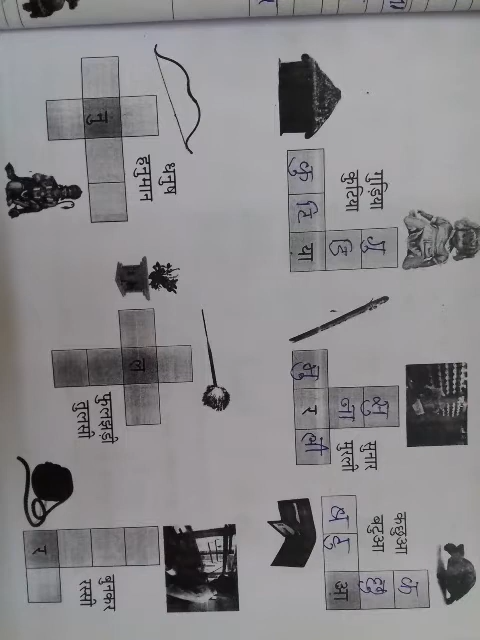 गुड़िया
कुटिया
गु
ड़ि
कु टि या
सुनार
मुरली
सु
ना
मु र ली
कछुआ
बटुआ
क
छु
ब टु आ
धनुष
हनुमान
नु
फुलझड़ी
तुलसी
ल
बुनकर
रस्सी
र